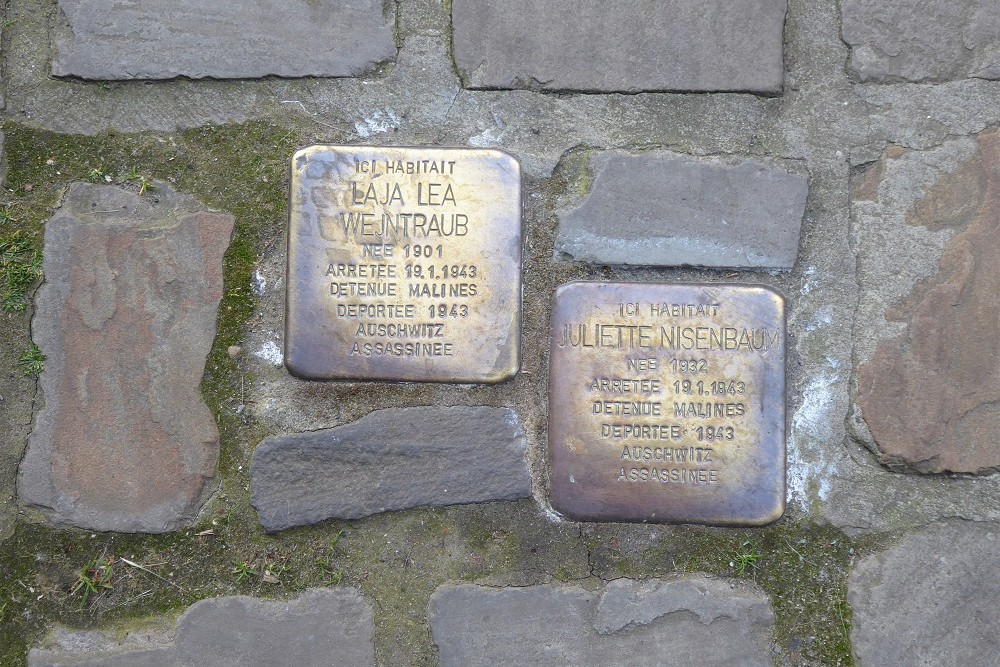 ICI HABITAIT
LAJA LEA
WEJNTRAUB
NEE 1901
ARRETEE 19.1.1943
DETENUE MALINES
DEPORTEE 1943
AUSCHWITZ
ASSASSINEE
ICI HABITAIT
JULIETTE NISENBAUM
NEE 1932
ARRETEE 19.1.1943
DETENUE MALINES
DEPORTEE 1943
AUSCHWITZ
ASSASSINEE